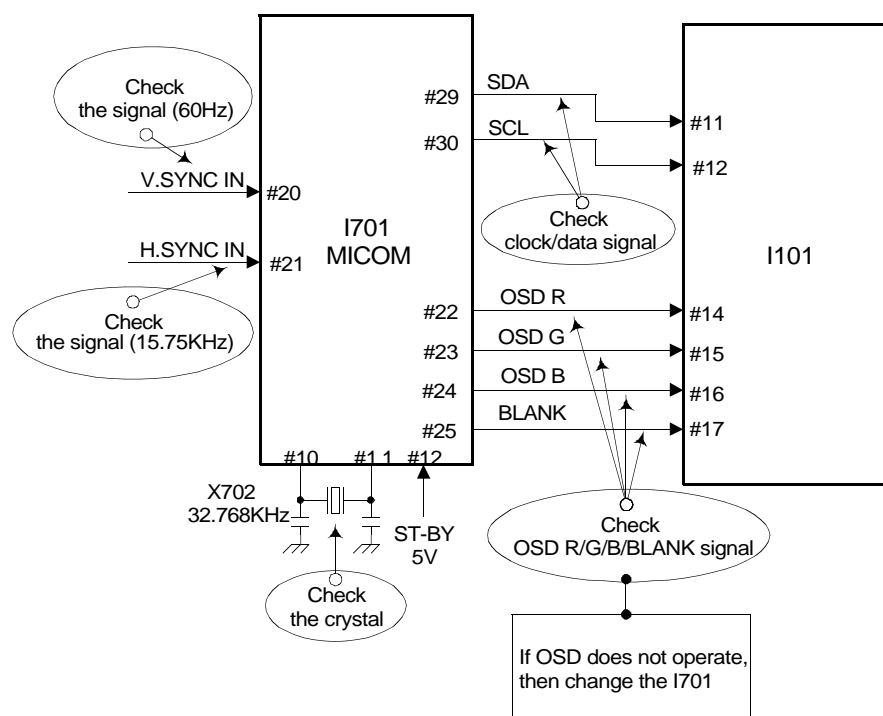 Check
the signal (60Hz)
V.SYNC IN
#20
H.SYNC IN
#21
Check
the signal (15.75KHz)
I701
MICOM
#29
SDA
#11
#30
SCL
#12
Check
clock/data signal
I101
#22
OSD R
#14
#23
OSD G
#15
#24
OSD B
#16
#25
BLANK
#17
#10
#1 1
#12
X702
32.768KHz
ST-BY
5V
Check
the crystal
Check
OSD R/G/B/BLANK signal
If OSD does not operate,
then change the I701